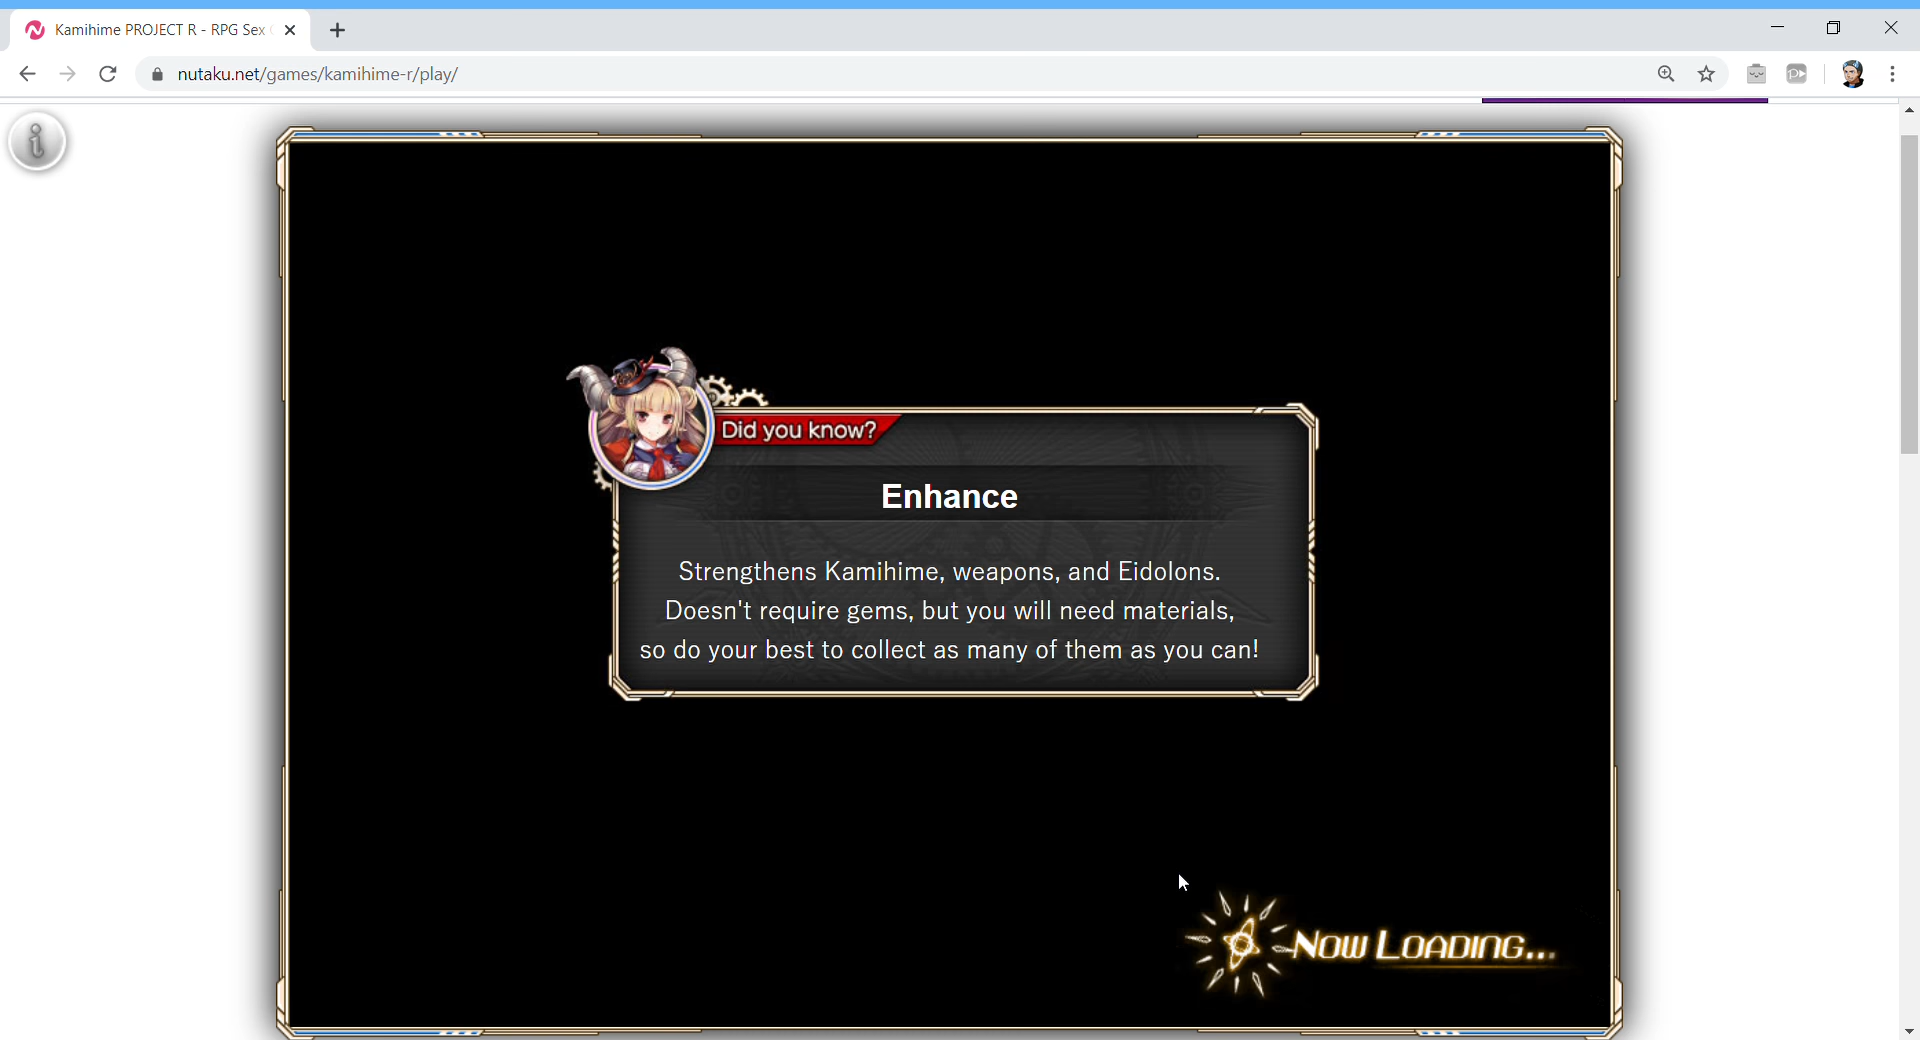 Kamihime PROJECT R - RPG Sex
nutaku.net/games/kamihime-r/play/
Did you know?
Enhance
Strengthens Kamihime, weapons, and Eidolons.
Doesn't require gems, but you will need materials,
so do your best to collect as many of them as you can!
NOW LOADING...